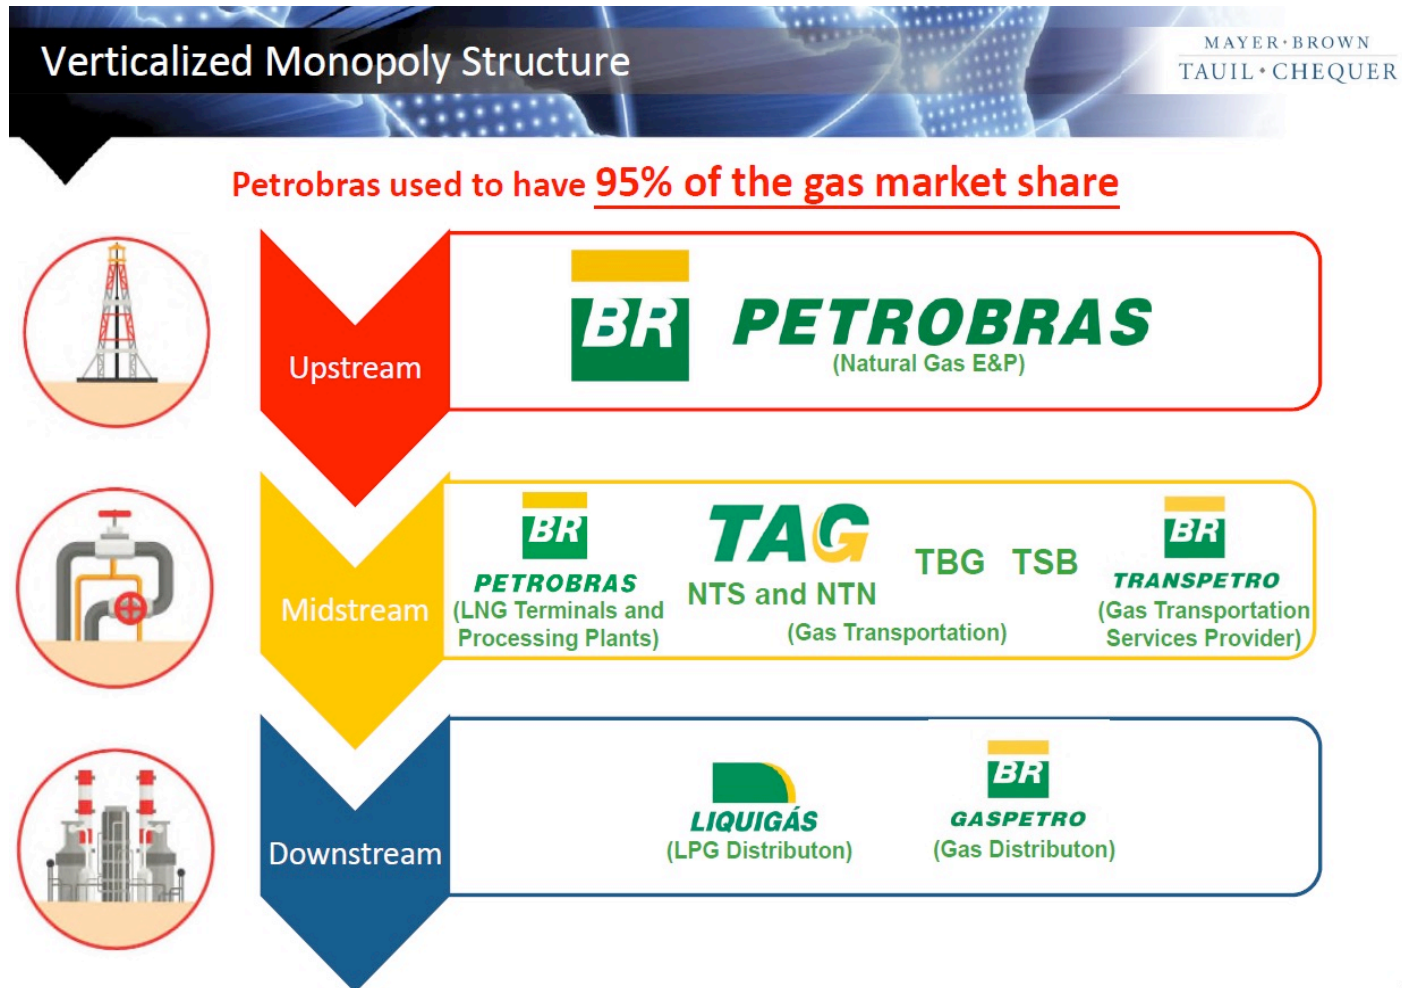 Verticalized Monopoly Structure
MAYER•BROWN
TAUIL•CHEQUER
Petrobras used to have 95% of the gas market share
Upstream
BR
PETROBRAS
(Natural Gas E&P)
Midstream
BR
PETROBRAS
(LNG Terminals and
Processing Plants)
TAG
NTS and NTN
TBG TSB
(Gas Transportation)
BR
TRANSPETRO
(Gas Transportation
Services Provider)
Downstream
LIQUIGÁS
(LPG Distributon)
BR
GASPETRO
(Gas Distributon)